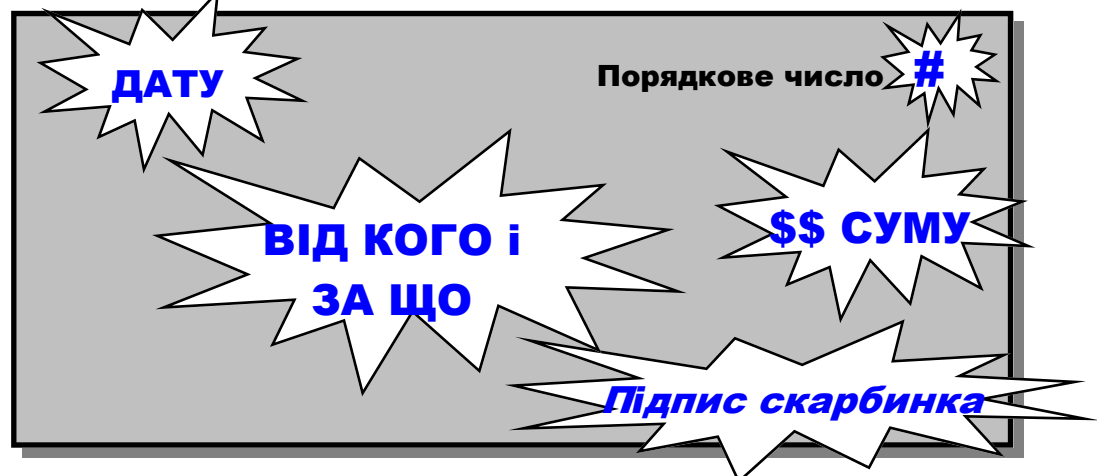 ДАТУ
Порядкове число #
ВІД КОГО і
ЗА ЩО
$$ СУМУ
Підпис скарбинка